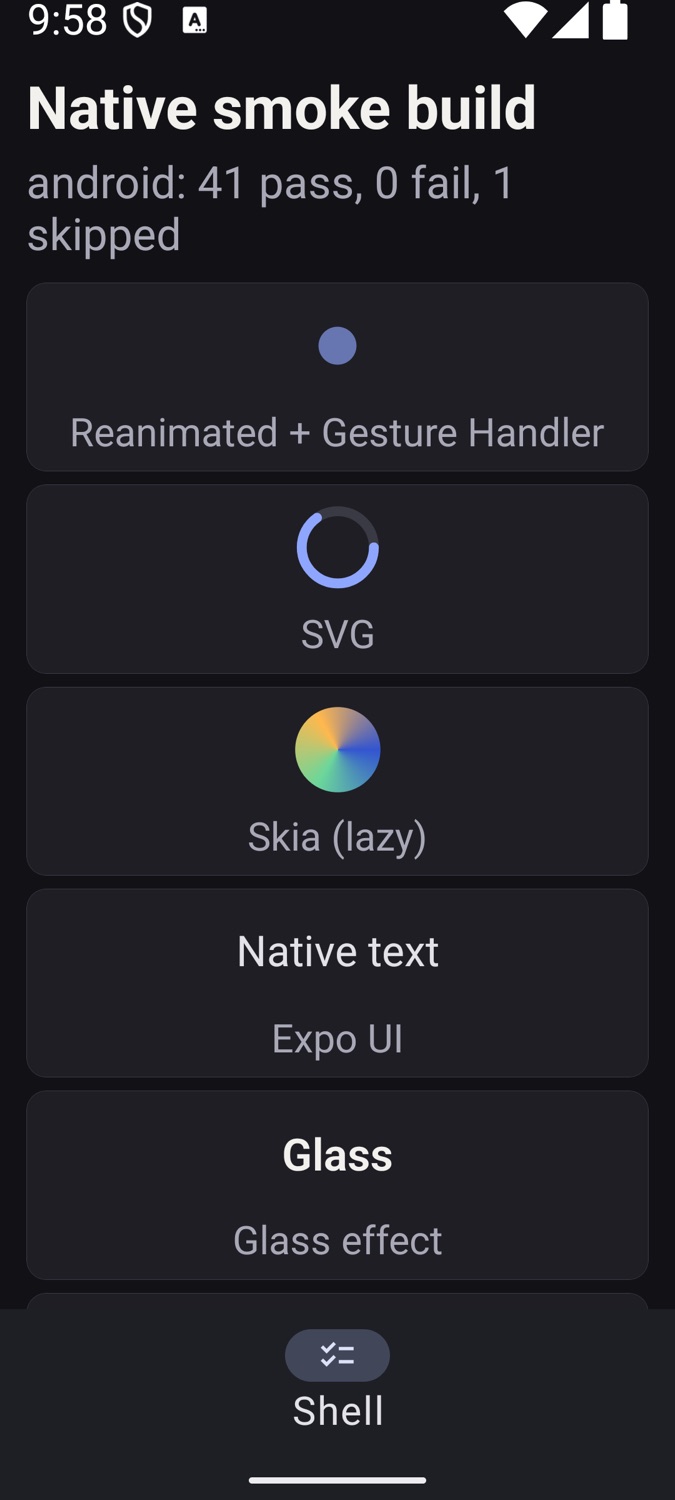 9:58
A
Native smoke build
android: 41 pass, 0 fail, 1
skipped
Reanimated + Gesture Handler
SVG
Skia (lazy)
Native text
Expo UI
Glass
Glass effect
Shell